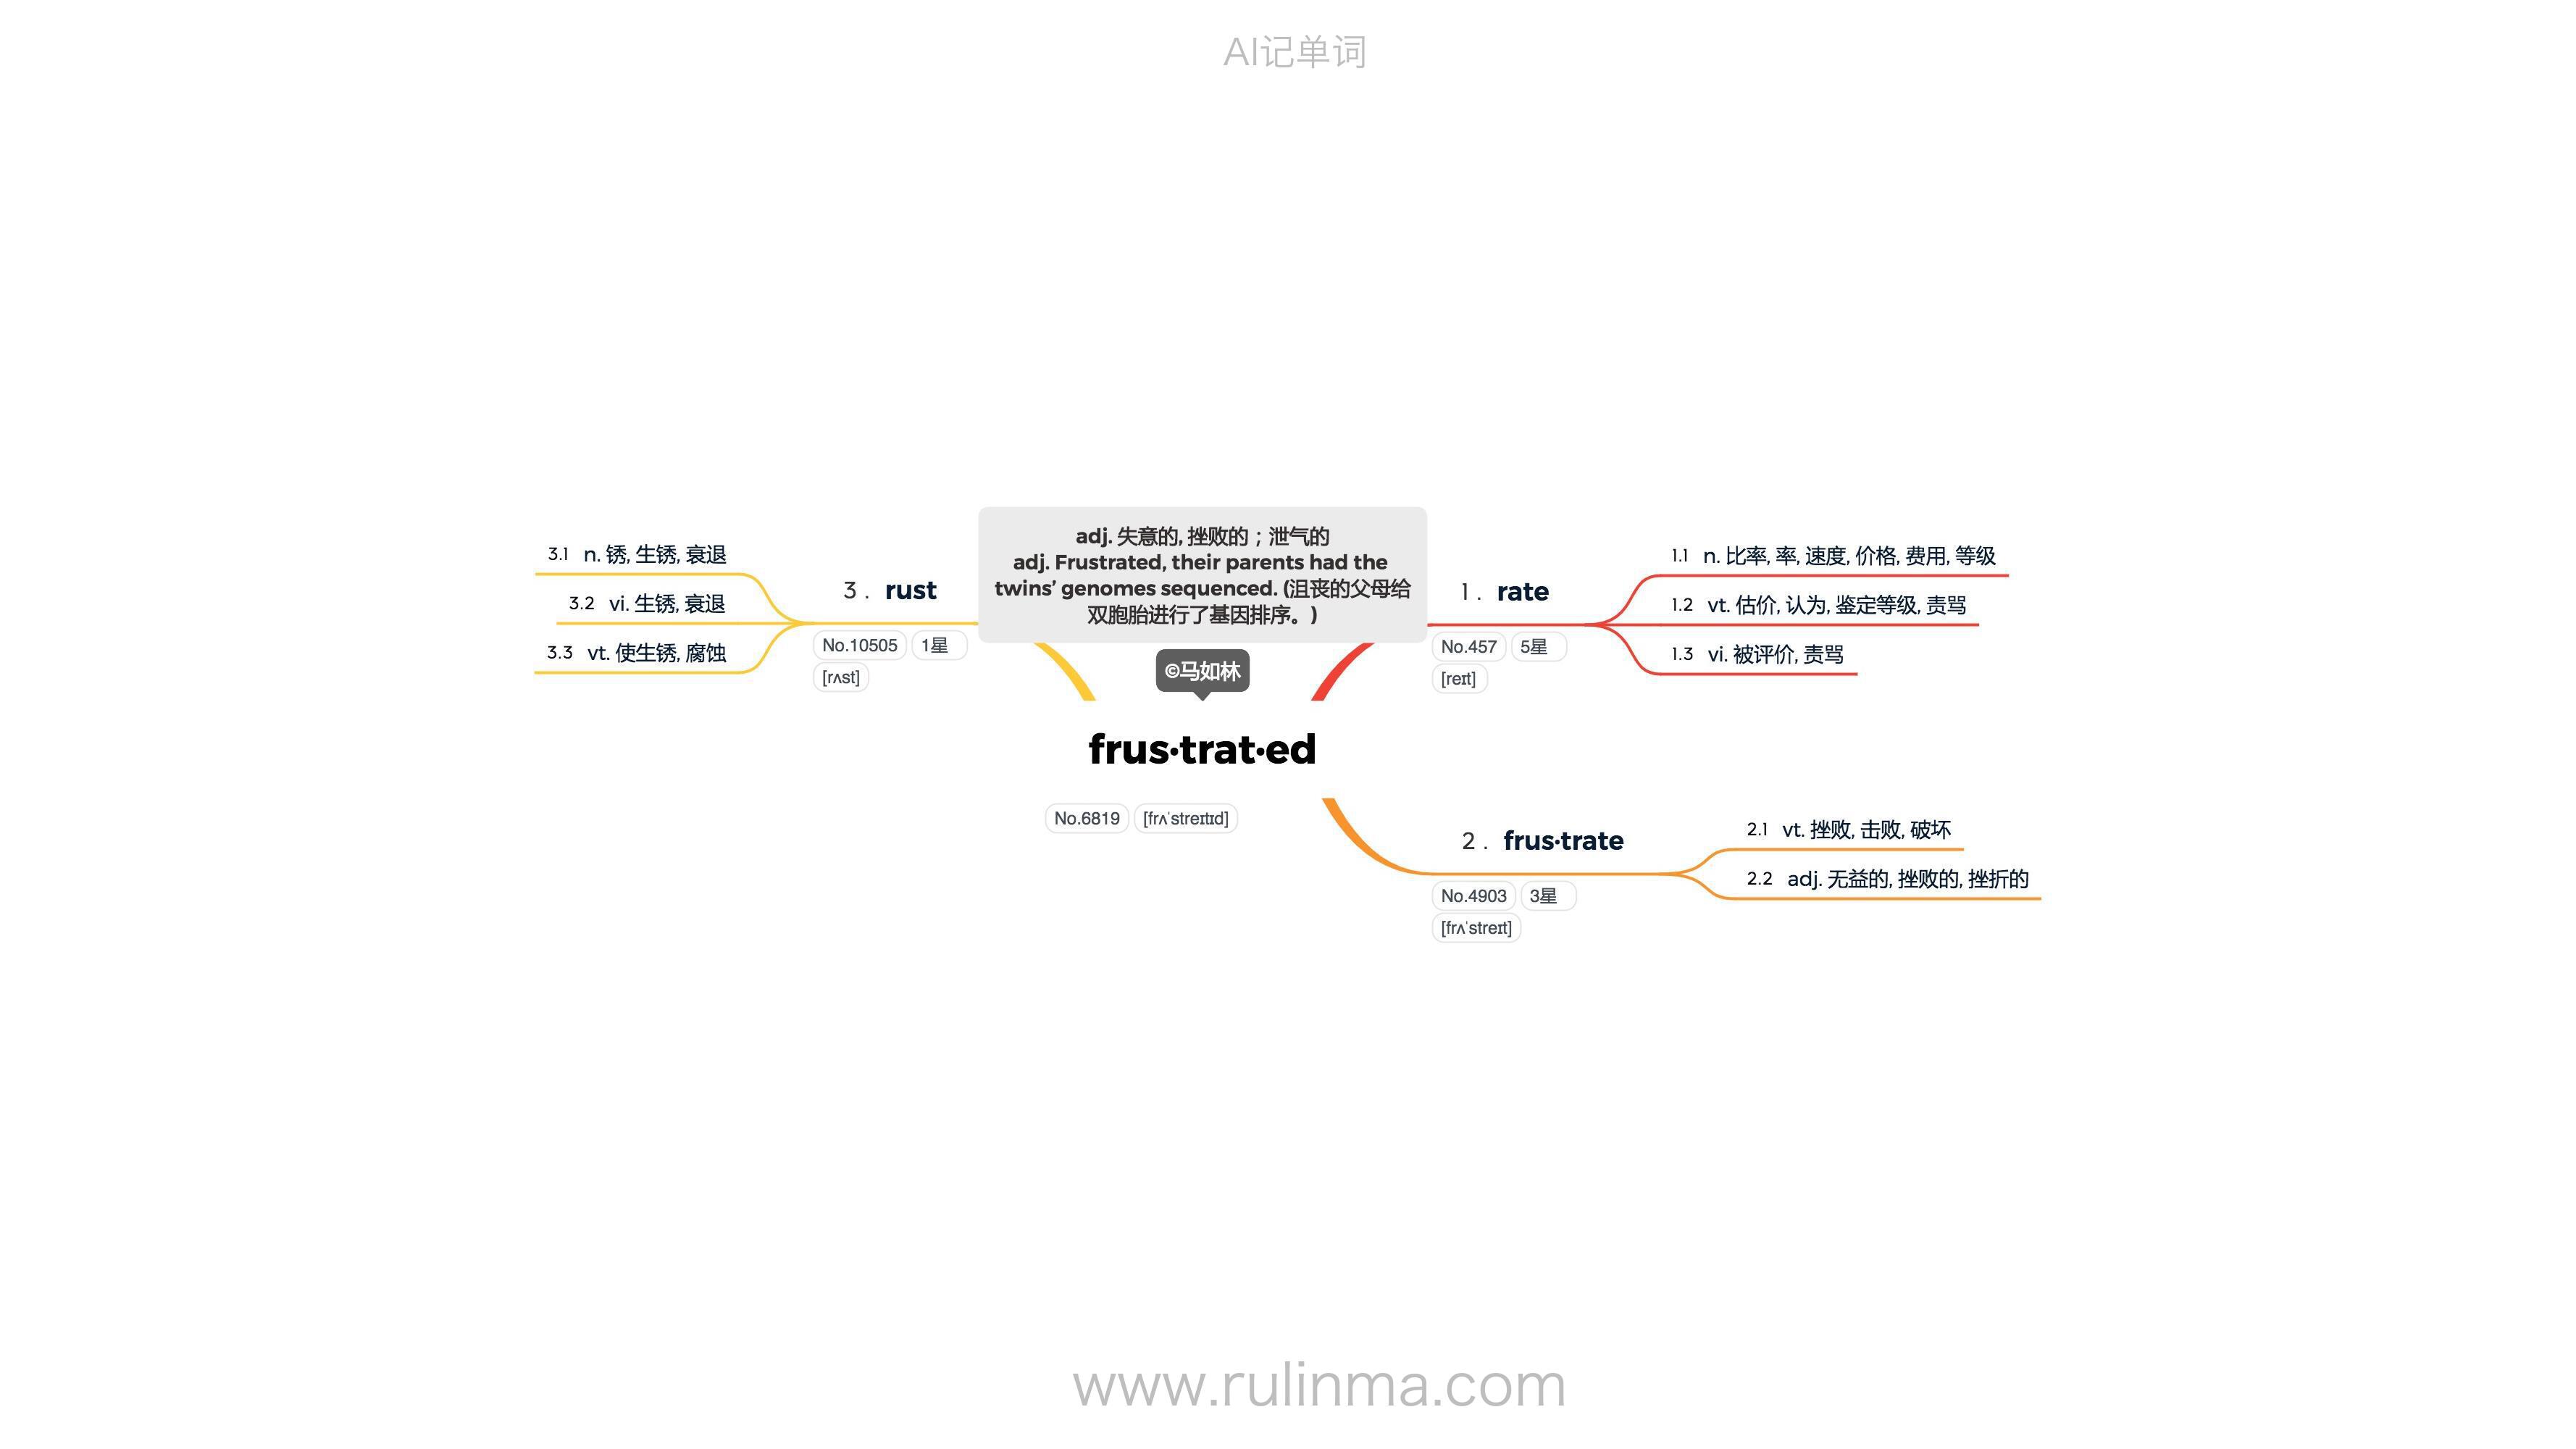 AI记单词
adj. 失意的, 挫败的；泄气的
adj. Frustrated, their parents had the
twins’ genomes sequenced. (沮丧的父母给
双胞胎进行了基因排序。)
©马如林
frus·trat·ed
No.6819 [frʌˈstreɪtɪd]
1. rate
No.457 5星
[reɪt]
1.1 n. 比率, 率, 速度, 价格, 费用, 等级
1.2 vt. 估价, 认为, 鉴定等级, 责骂
1.3 vi. 被评价, 责骂
2. frus·trate
No.4903 3星
[frʌˈstreɪt]
2.1 vt. 挫败, 击败, 破坏
2.2 adj. 无益的, 挫败的, 挫折的
3. rust
No.10505 1星
[rʌst]
3.1 n. 锈, 生锈, 衰退
3.2 vi. 生锈, 衰退
3.3 vt. 使生锈, 腐蚀
www.rulinma.com